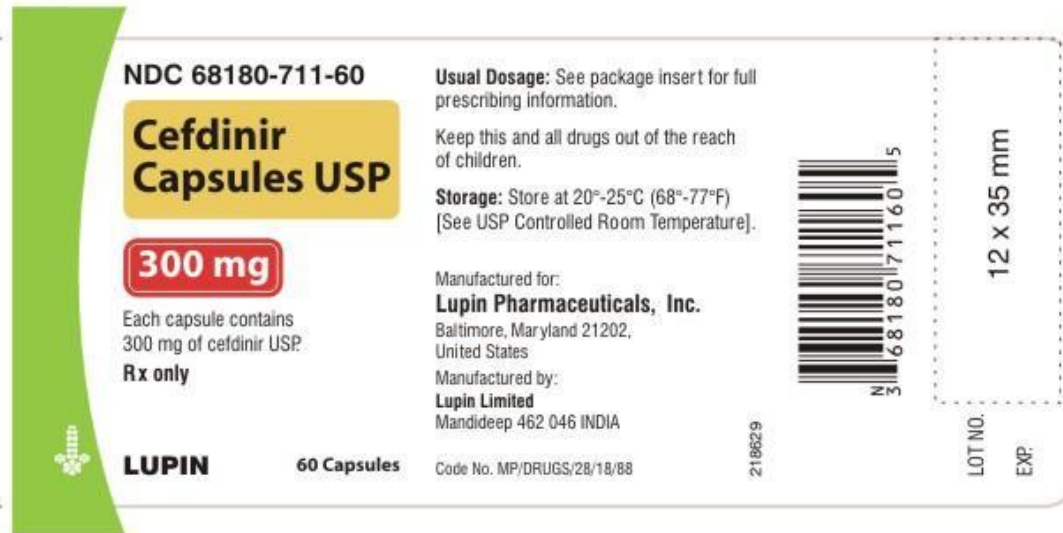 NDC 68180-711-60
Cefdinir
Capsules USP
300 mg
Each capsule contains
300 mg of cefdinir USP.
Rx only
LUPIN
60 Capsules
Usual Dosage: See package insert for full
prescribing information.
Keep this and all drugs out of the reach
of children.
Storage: Store at 20°-25°C (68°-77°F)
[See USP Controlled Room Temperature].
Manufactured for:
Lupin Pharmaceuticals, Inc.
Baltimore, Maryland 21202,
United States
Manufactured by:
Lupin Limited
Mandideep 462 046 INDIA
Code No. MP/DRUGS/28/18/88
218629
N
3 68180 71160 5
12 x 35 mm
LOT NO.
EXP.